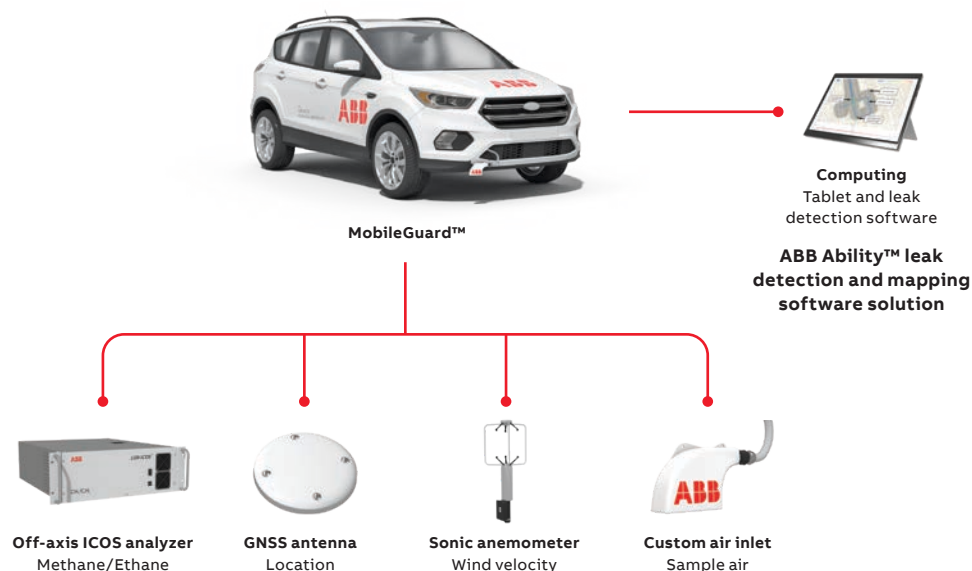 ABB
ABB
MobileGuard™
Computing
Tablet and leak
detection software
ABB Ability™ leak
detection and mapping
software solution
ABB
Off-axis ICOS analyzer
Methane/Ethane
GNSS antenna
Location
Sonic anemometer
Wind velocity
ABB
Custom air inlet
Sample air